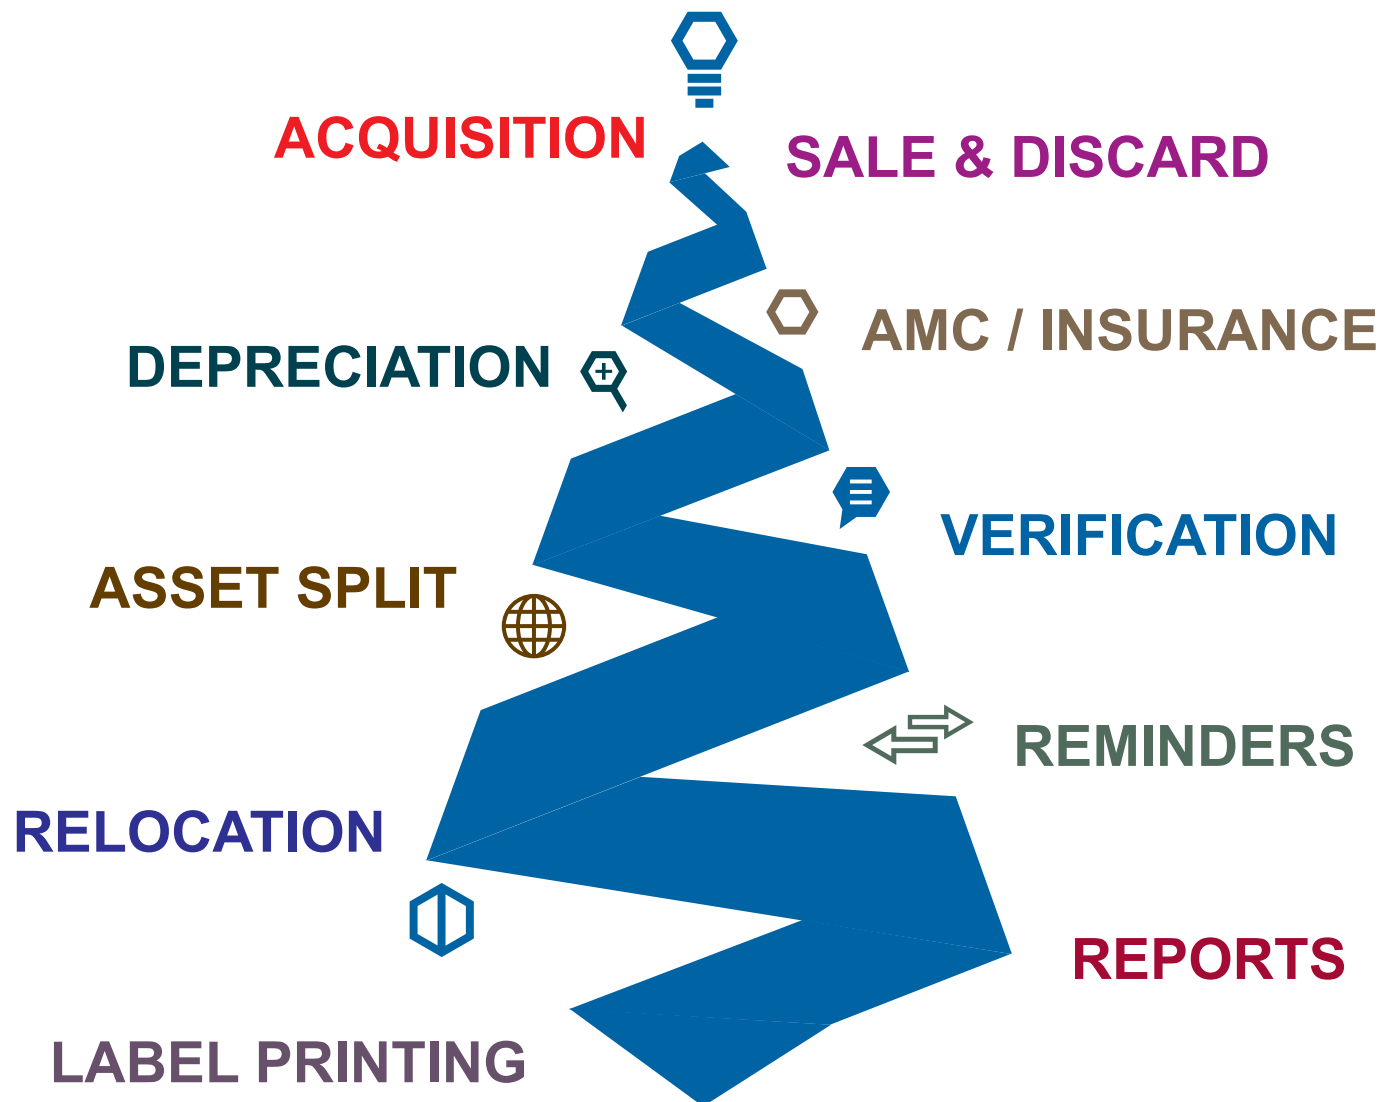 ACQUISITION
SALE & DISCARD
AMC / INSURANCE
DEPRECIATION
VERIFICATION
ASSET SPLIT
REMINDERS
RELOCATION
REPORTS
LABEL PRINTING